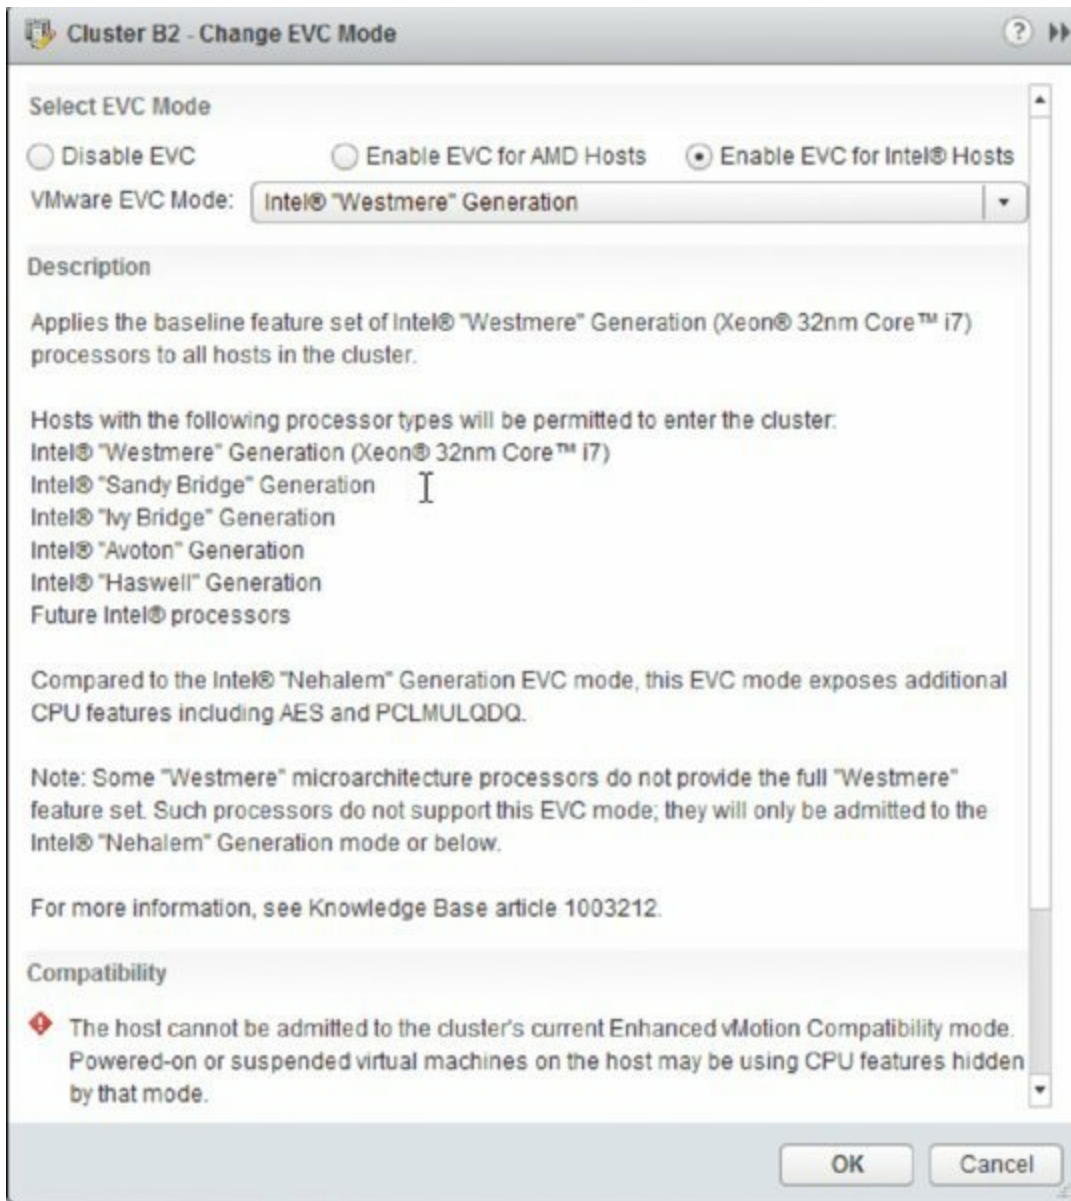 Cluster B2 - Change EVC Mode ?
Select EVC Mode
Disable EVC Enable EVC for AMD Hosts Enable EVC for Intel® Hosts
VMware EVC Mode: Intel® "Westmere" Generation
Description
Applies the baseline feature set of Intel® "Westmere" Generation (Xeon® 32nm Core™ i7)
processors to all hosts in the cluster.
Hosts with the following processor types will be permitted to enter the cluster:
Intel® "Westmere" Generation (Xeon® 32nm Core™ i7)
Intel® "Sandy Bridge" Generation
Intel® "Ivy Bridge" Generation
Intel® "Avoton" Generation
Intel® "Haswell" Generation
Future Intel® processors
Compared to the Intel® "Nehalem" Generation EVC mode, this EVC mode exposes additional
CPU features including AES and PCLMULQDQ.
Note: Some "Westmere" microarchitecture processors do not provide the full "Westmere"
feature set. Such processors do not support this EVC mode; they will only be admitted to the
Intel® "Nehalem" Generation mode or below.
For more information, see Knowledge Base article 1003212.
Compatibility
The host cannot be admitted to the cluster's current Enhanced vMotion Compatibility mode.
Powered-on or suspended virtual machines on the host may be using CPU features hidden
by that mode.
OK Cancel